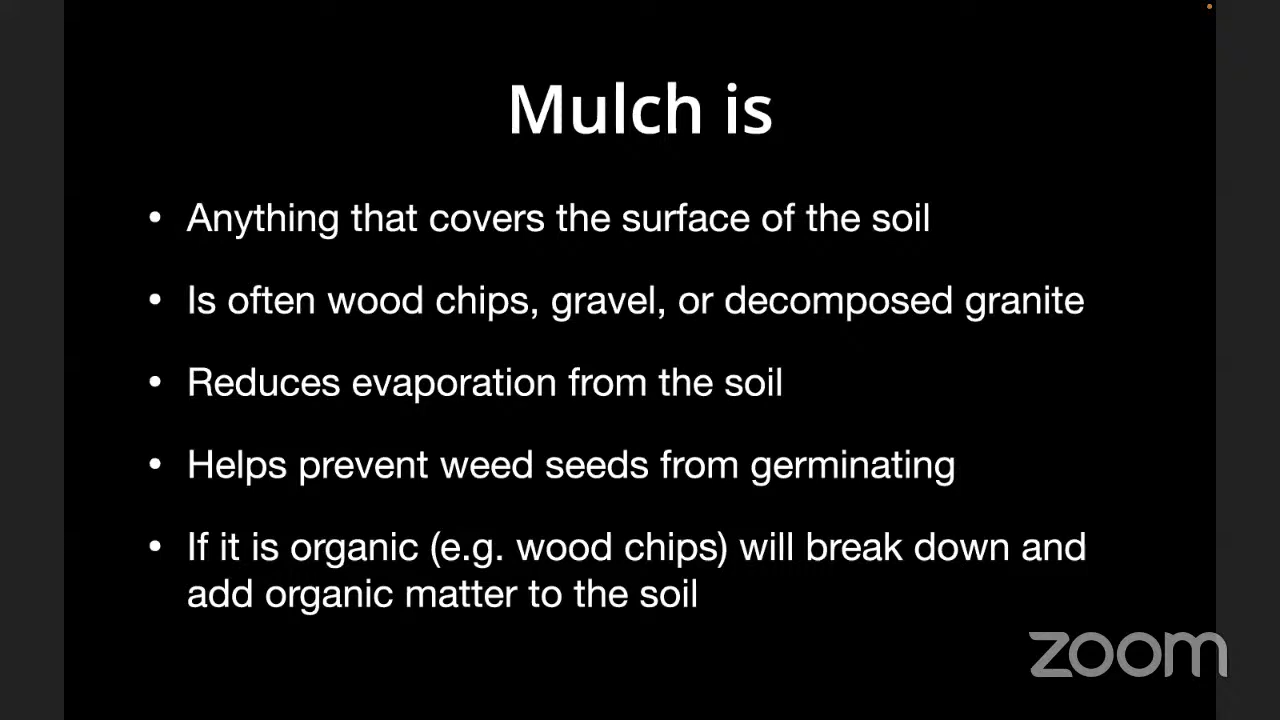 Mulch is
• Anything that covers the surface of the soil
• Is often wood chips, gravel, or decomposed granite
• Reduces evaporation from the soil
• Helps prevent weed seeds from germinating
• If it is organic (e.g. wood chips) will break down and
add organic matter to the soil
zoom